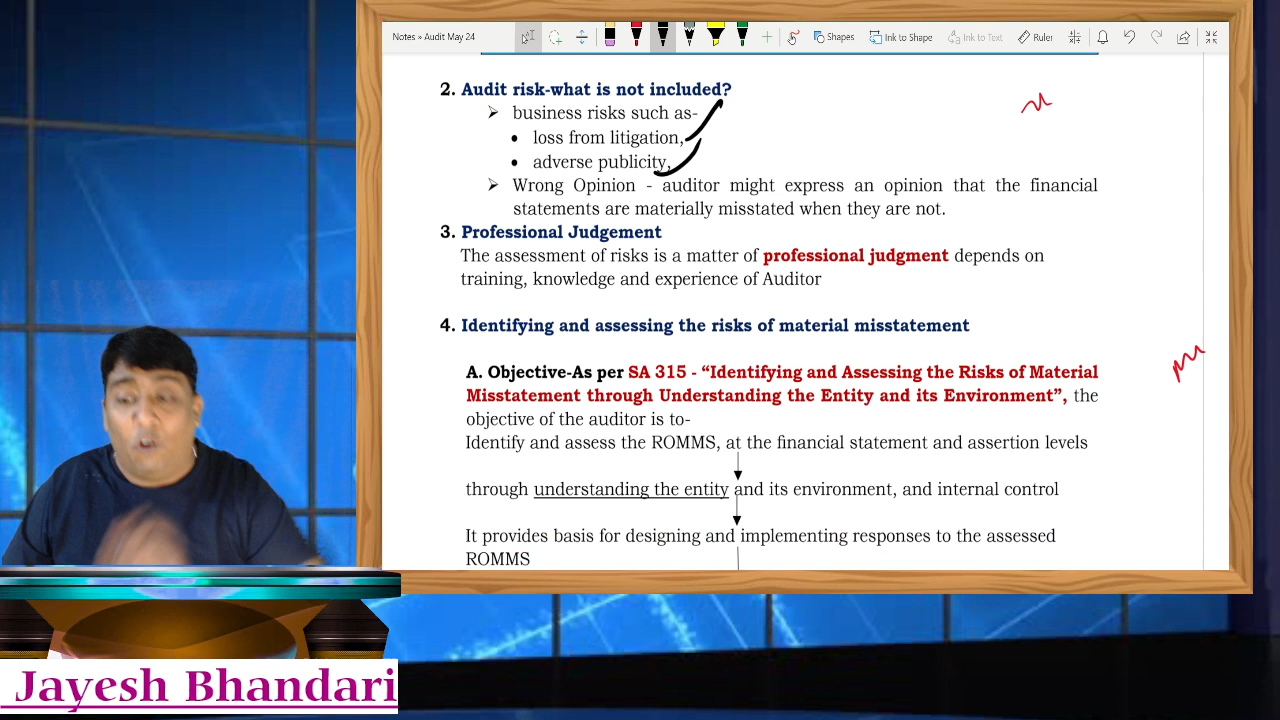 Notes » Audit May 24
Shapes
Ink to Shape
Ink to Text
Ruler
2. Audit risk-what is not included?
➢ business risks such as-
• loss from litigation,
• adverse publicity,
➢ Wrong Opinion - auditor might express an opinion that the financial
statements are materially misstated when they are not.
3. Professional Judgement
The assessment of risks is a matter of professional judgment depends on
training, knowledge and experience of Auditor
4. Identifying and assessing the risks of material misstatement
A. Objective-As per SA 315 - “Identifying and Assessing the Risks of Material
Misstatement through Understanding the Entity and its Environment”, the
objective of the auditor is to-
Identify and assess the ROMMS, at the financial statement and assertion levels
through understanding the entity and its environment, and internal control
It provides basis for designing and implementing responses to the assessed
ROMMS
Jayesh Bhandari